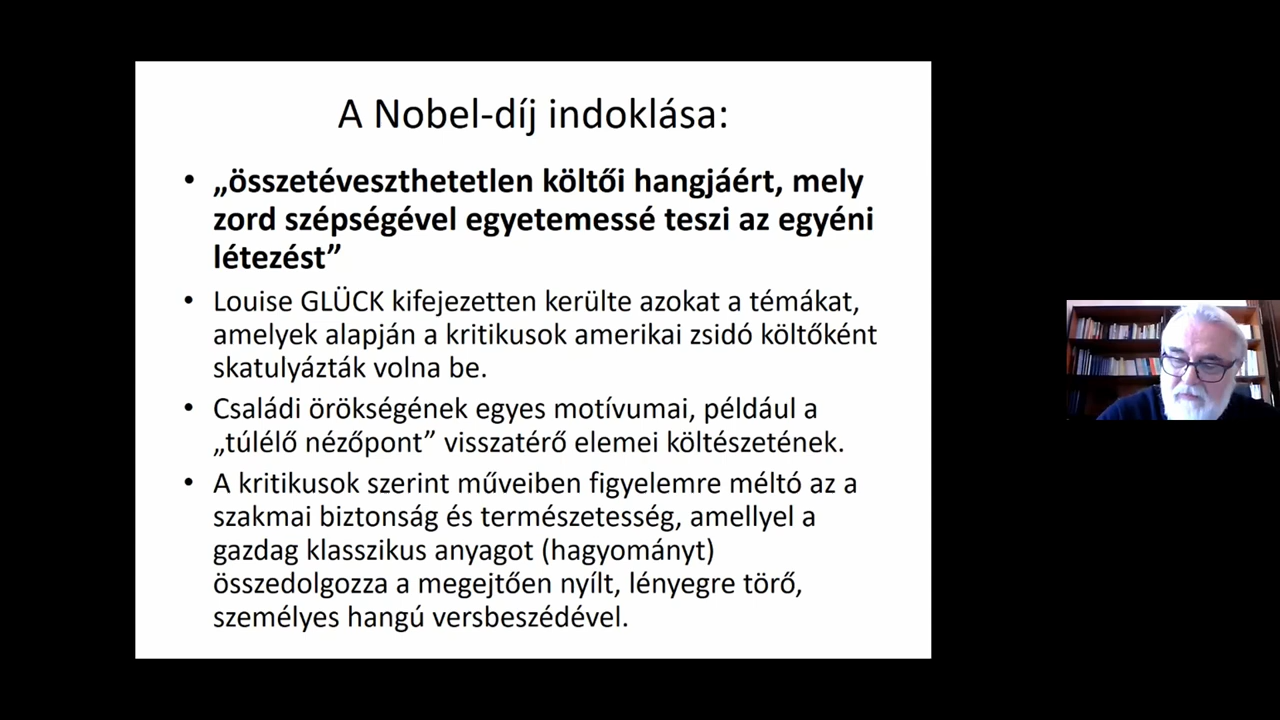 A Nobel-díj indoklása:
• „összetéveszthetetlen költői hangjáért, mely
zord szépségével egyetemessé teszi az egyéni
létezést”
• Louise GLÜCK kifejezetten kerülte azokat a témákat,
amelyek alapján a kritikusok amerikai zsidó költőként
skatulyázták volna be.
• Családi örökségének egyes motívumai, például a
„túlélő nézőpont” visszatérő elemei költészetének.
• A kritikusok szerint műveiben figyelemre méltó az a
szakmai biztonság és természetesség, amellyel a
gazdag klasszikus anyagot (hagyományt)
összedolgozza a megejtően nyílt, lényegre törő,
személyes hangú versbeszédével.